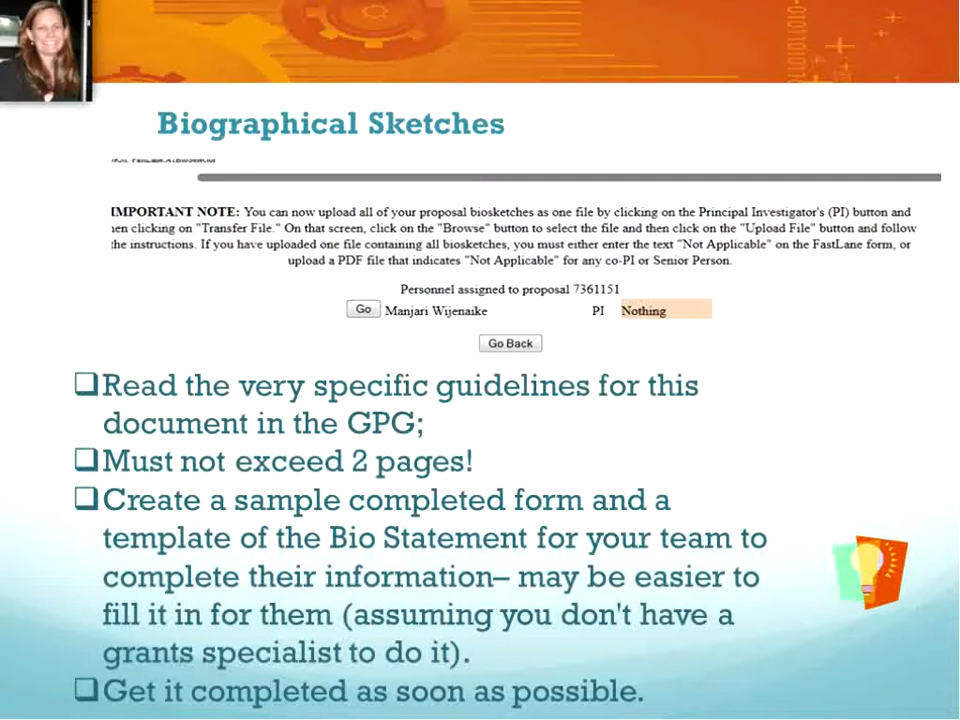 Biographical Sketches
IMPORTANT NOTE: You can now upload all of your proposal biosketches as one file by clicking on the Principal Investigator's (PI) button and
clicking on "Transfer File." On that screen, click on the "Browse" button to select the file and then click on the "Upload File" button and follow
the instructions. If you have uploaded one file containing all biosketches, you must either enter the text "Not Applicable" on the FastLane form, or
upload a PDF file that indicates "Not Applicable" for any co-PI or Senior Person.
Personnel assigned to proposal 7361151
Go Manjari Wijenaike PI Nothing
Go Back
❑Read the very specific guidelines for this
document in the GPG;
❑Must not exceed 2 pages!
❑Create a sample completed form and a
template of the Bio Statement for your team to
complete their information– may be easier to
fill it in for them (assuming you don't have a
grants specialist to do it).
❑Get it completed as soon as possible.